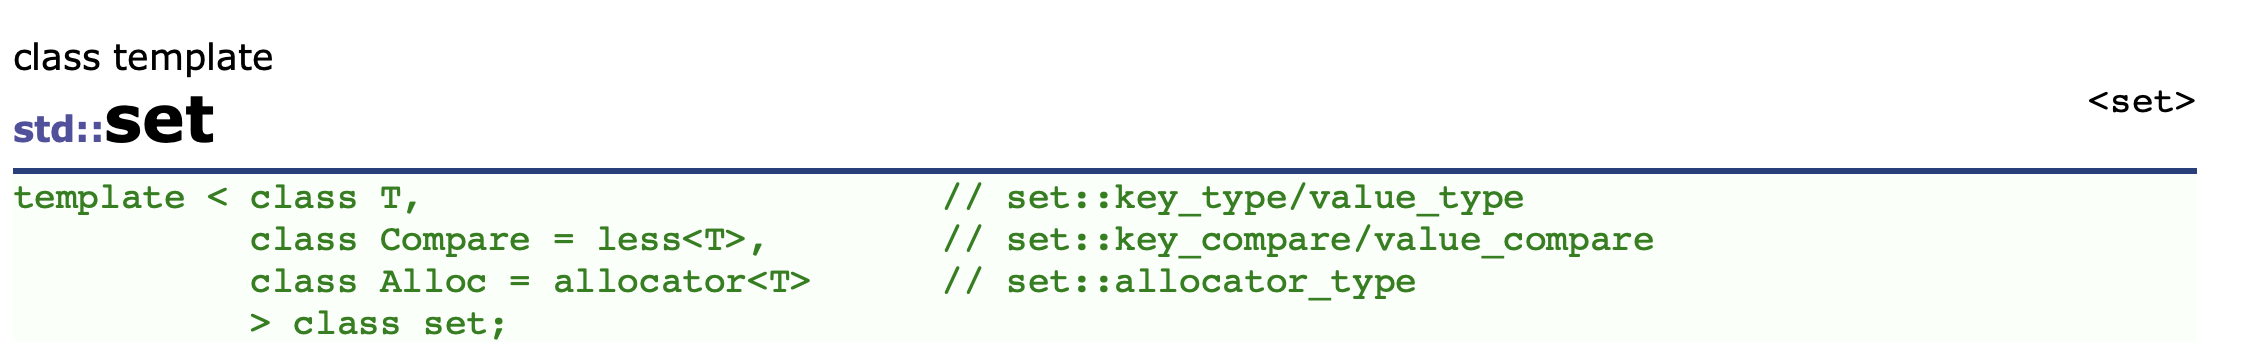 class template
std::set
<set>
template < class T,                        // set::key_type/value_type
           class Compare = less<T>,        // set::key_compare/value_compare
           class Alloc = allocator<T>      // set::allocator_type
           > class set;